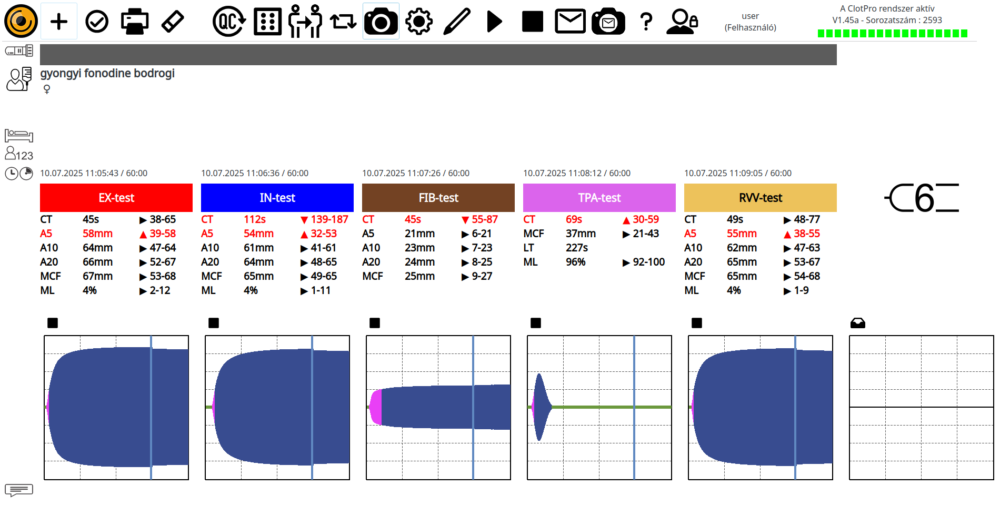 QC
user
(Felhasználó)
A ClotPro rendszer aktív
V1.45a - Sorozatszám : 2593
gyongyi fonodine bodrogi
♀
123
10.07.2025 11:05:43 / 60:00
10.07.2025 11:06:36 / 60:00
10.07.2025 11:07:26 / 60:00
10.07.2025 11:08:12 / 60:00
10.07.2025 11:09:05 / 60:00
EX-test
CT 45s ▶ 38-65
A5 58mm ▲ 39-58
A10 64mm ▶ 47-64
A20 66mm ▶ 52-67
MCF 67mm ▶ 53-68
ML 4% ▶ 2-12
IN-test
CT 112s ▼ 139-187
A5 54mm ▲ 32-53
A10 61mm ▶ 41-61
A20 64mm ▶ 48-65
MCF 65mm ▶ 49-65
ML 4% ▶ 1-11
FIB-test
CT 45s ▼ 55-87
A5 21mm ▶ 6-21
A10 23mm ▶ 7-23
A20 24mm ▶ 8-25
MCF 25mm ▶ 9-27
TPA-test
CT 69s ▲ 30-59
MCF 37mm ▶ 21-43
LT 227s
ML 96% ▶ 92-100
RVV-test
CT 49s ▶ 48-77
A5 55mm ▲ 38-55
A10 62mm ▶ 47-63
A20 65mm ▶ 53-67
MCF 65mm ▶ 54-68
ML 4% ▶ 1-9
6